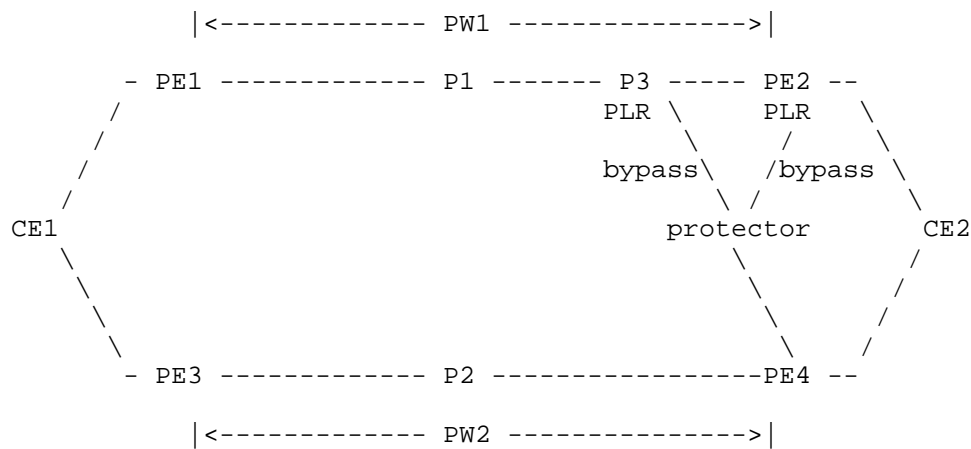 |<------------- PW1 --------------->|
- PE1 -------------- P1 ------- P3 ----- PE2 --
PLR PLR
bypass bypass
CE1 protector CE2
- PE3 ------------- P2 -----------------PE4 --
|<------------- PW2 --------------->|